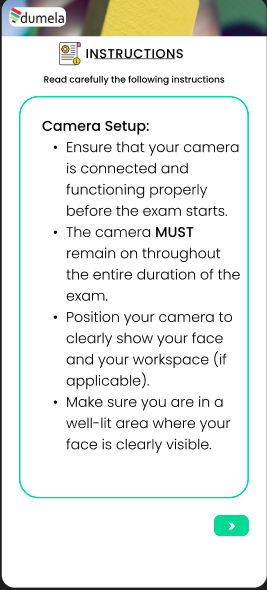 dumela
INSTRUCTIONS
Read carefully the following instructions
Camera Setup:
• Ensure that your camera
is connected and
functioning properly
before the exam starts.
• The camera MUST
remain on throughout
the entire duration of the
exam.
• Position your camera to
clearly show your face
and your workspace (if
applicable).
• Make sure you are in a
well-lit area where your
face is clearly visible.